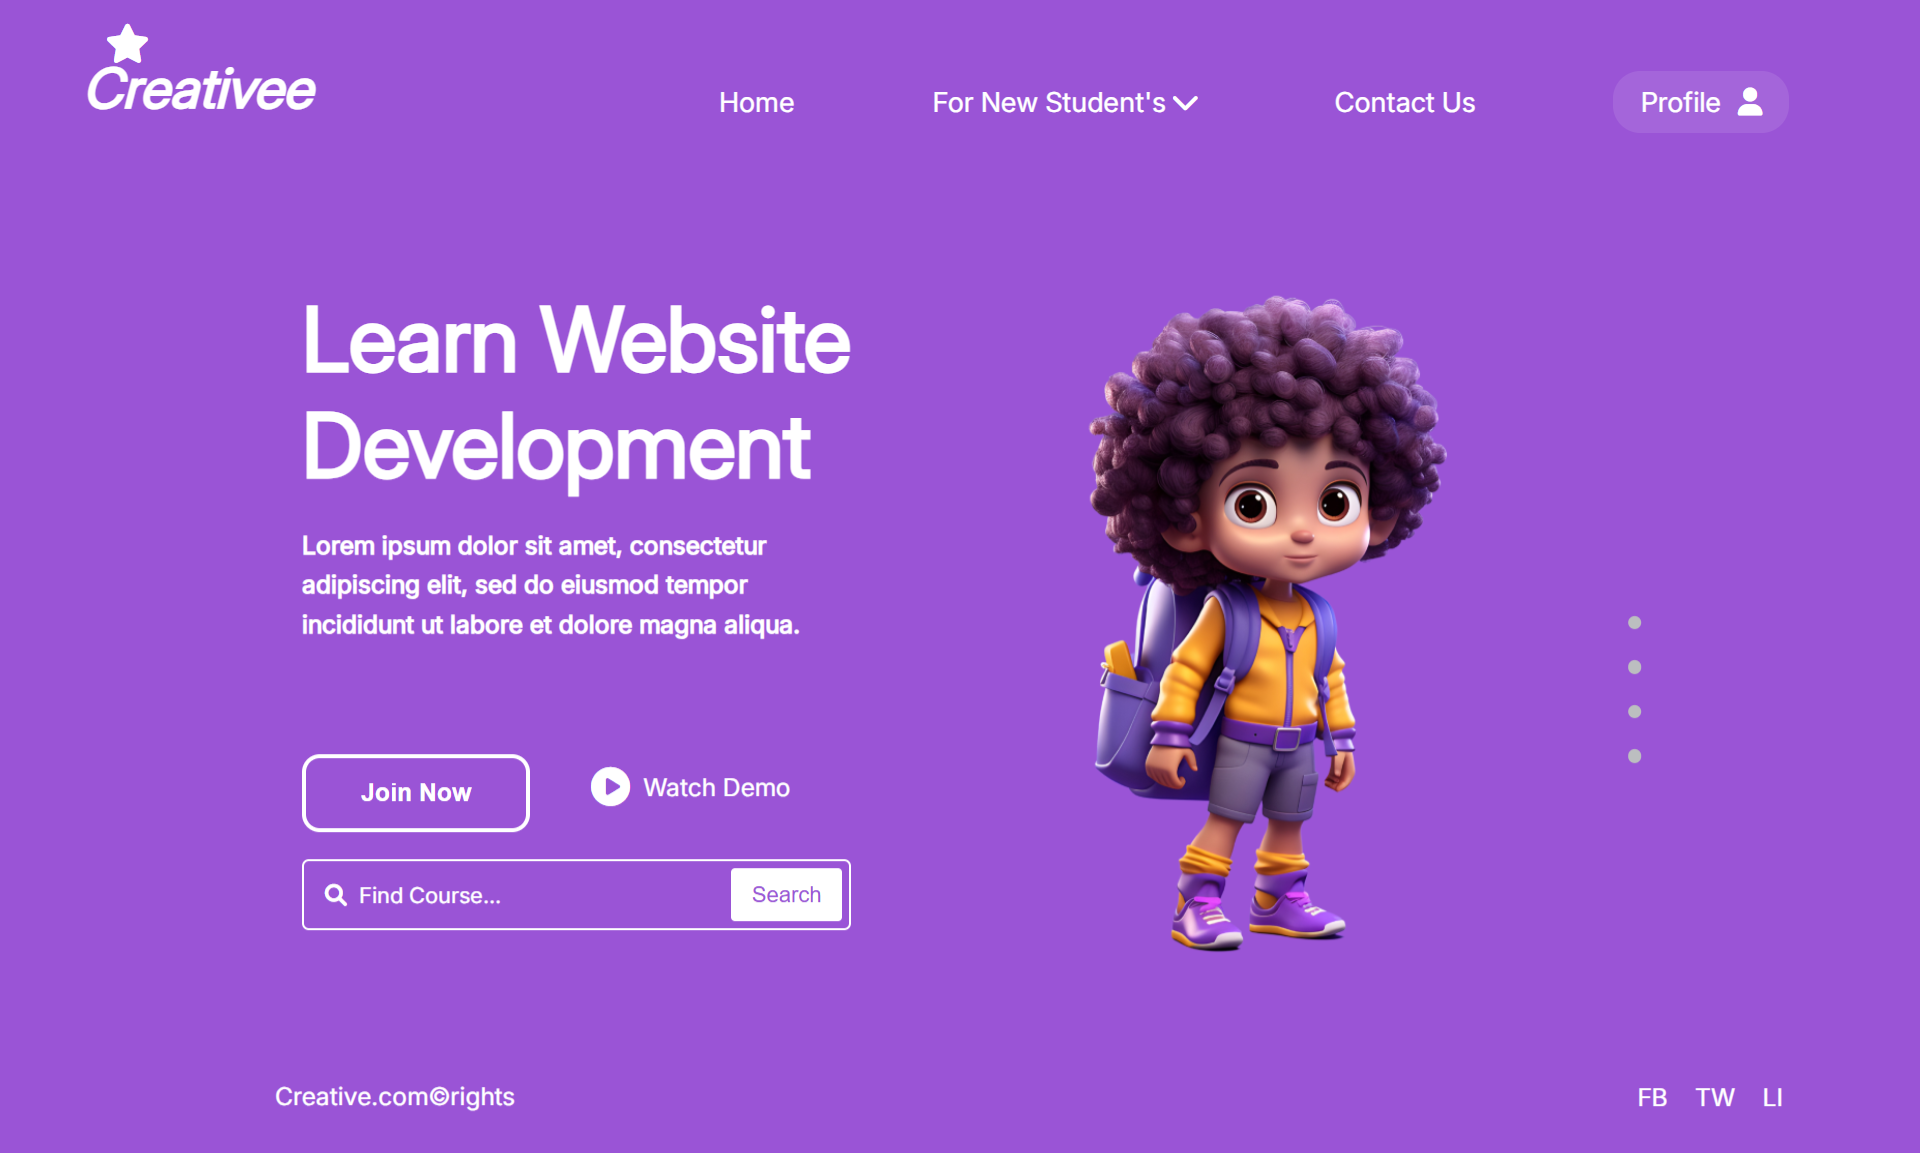 Creativee
Home
For New Student's
Contact Us
Profile
Learn Website
Development
Lorem ipsum dolor sit amet, consectetur
adipiscing elit, sed do eiusmod tempor
incididunt ut labore et dolore magna aliqua.
Join Now
Watch Demo
Find Course...
Search
Creative.com©rights
FB
TW
LI